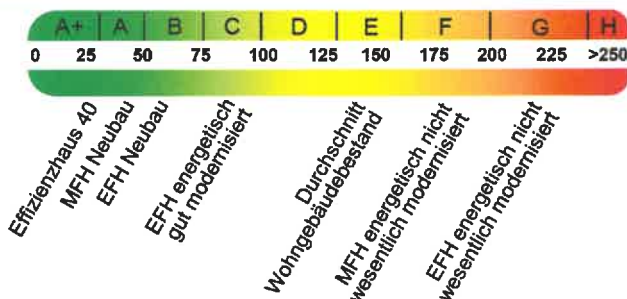 A+ A B C D E F G H
0 25 50 75 100 125 150 175 200 225 >250
Effizienzhaus 40
MFH Neubau
EFH Neubau
EFH energetisch
gut modernisiert
Durchschnitt
Wohngebäudebestand
MFH energetisch nicht
wesentlich modernisiert
EFH energetisch nicht
wesentlich modernisiert